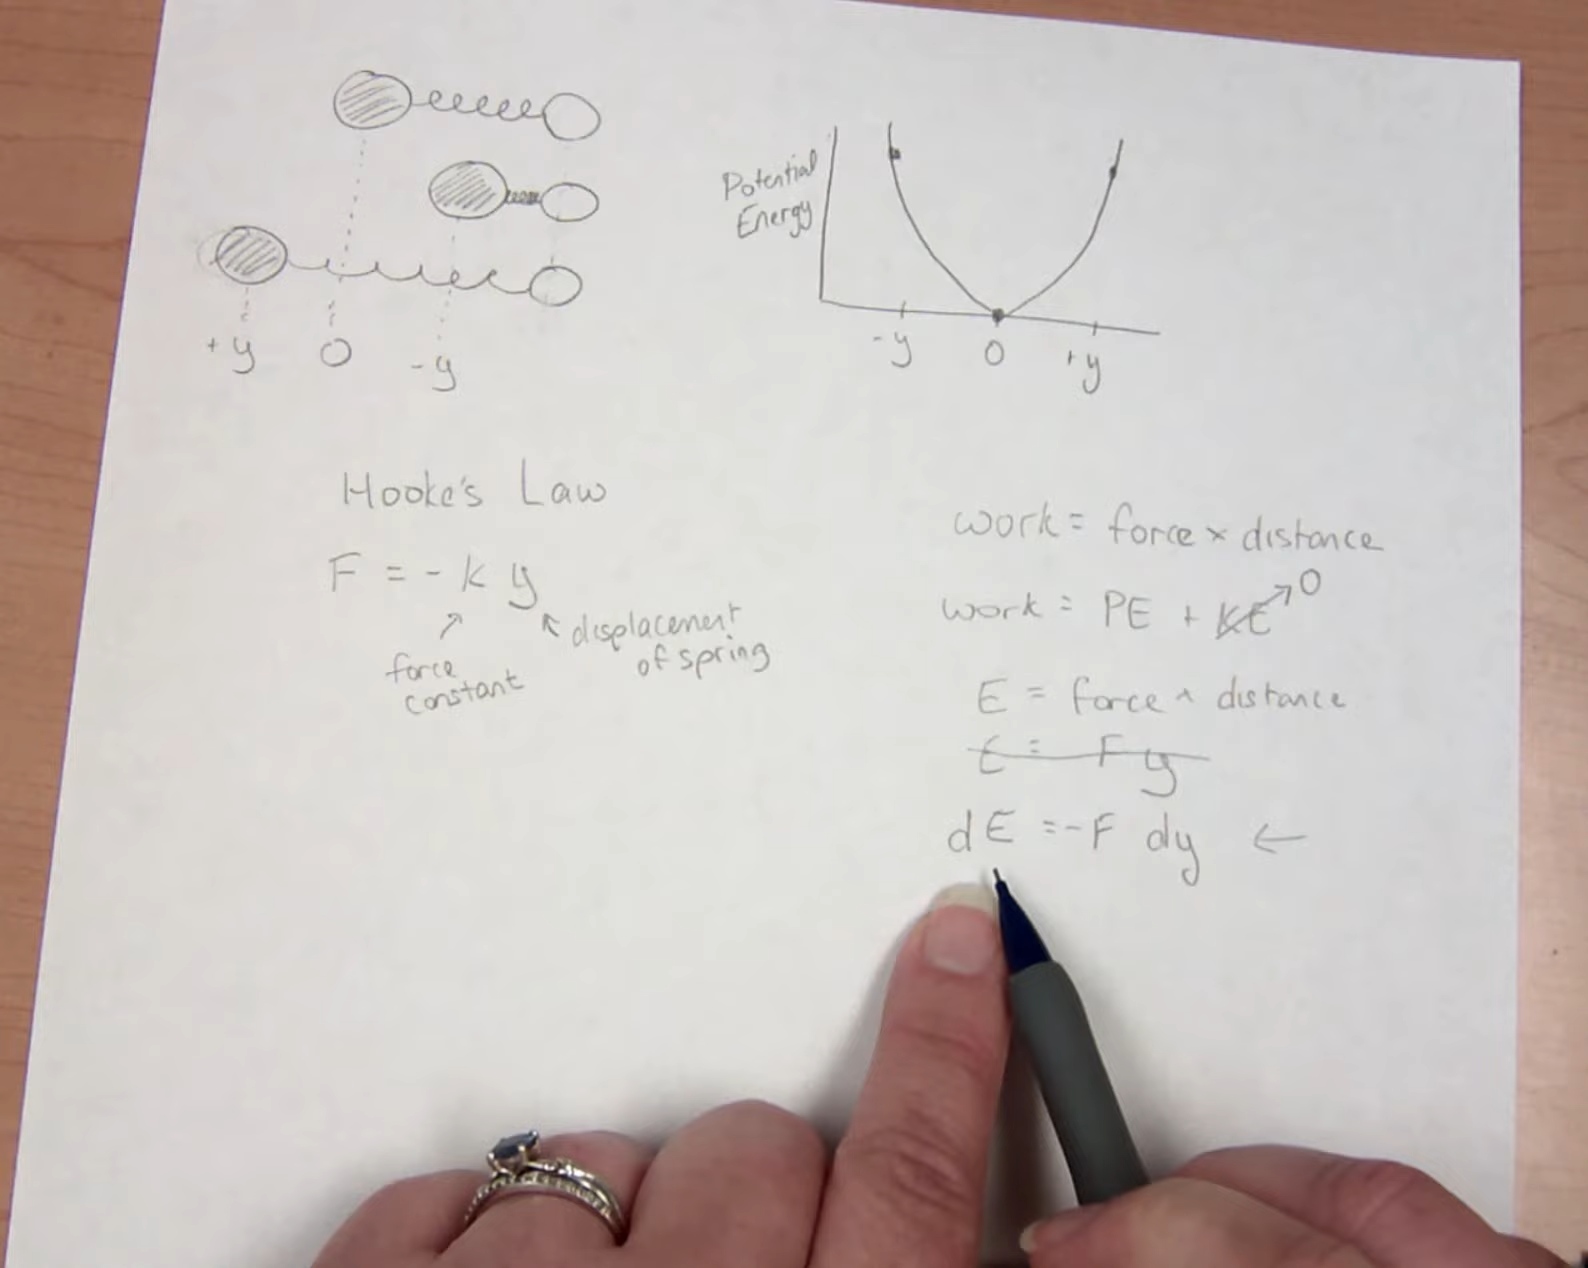 +y 0 -y
Potential
Energy
-y 0 +y
Hooke's Law
F = - k y
force
constant
displacement
of spring
work = force × distance
work = PE + KE 0
E = force × distance
E = F y
dE = -F dy ←